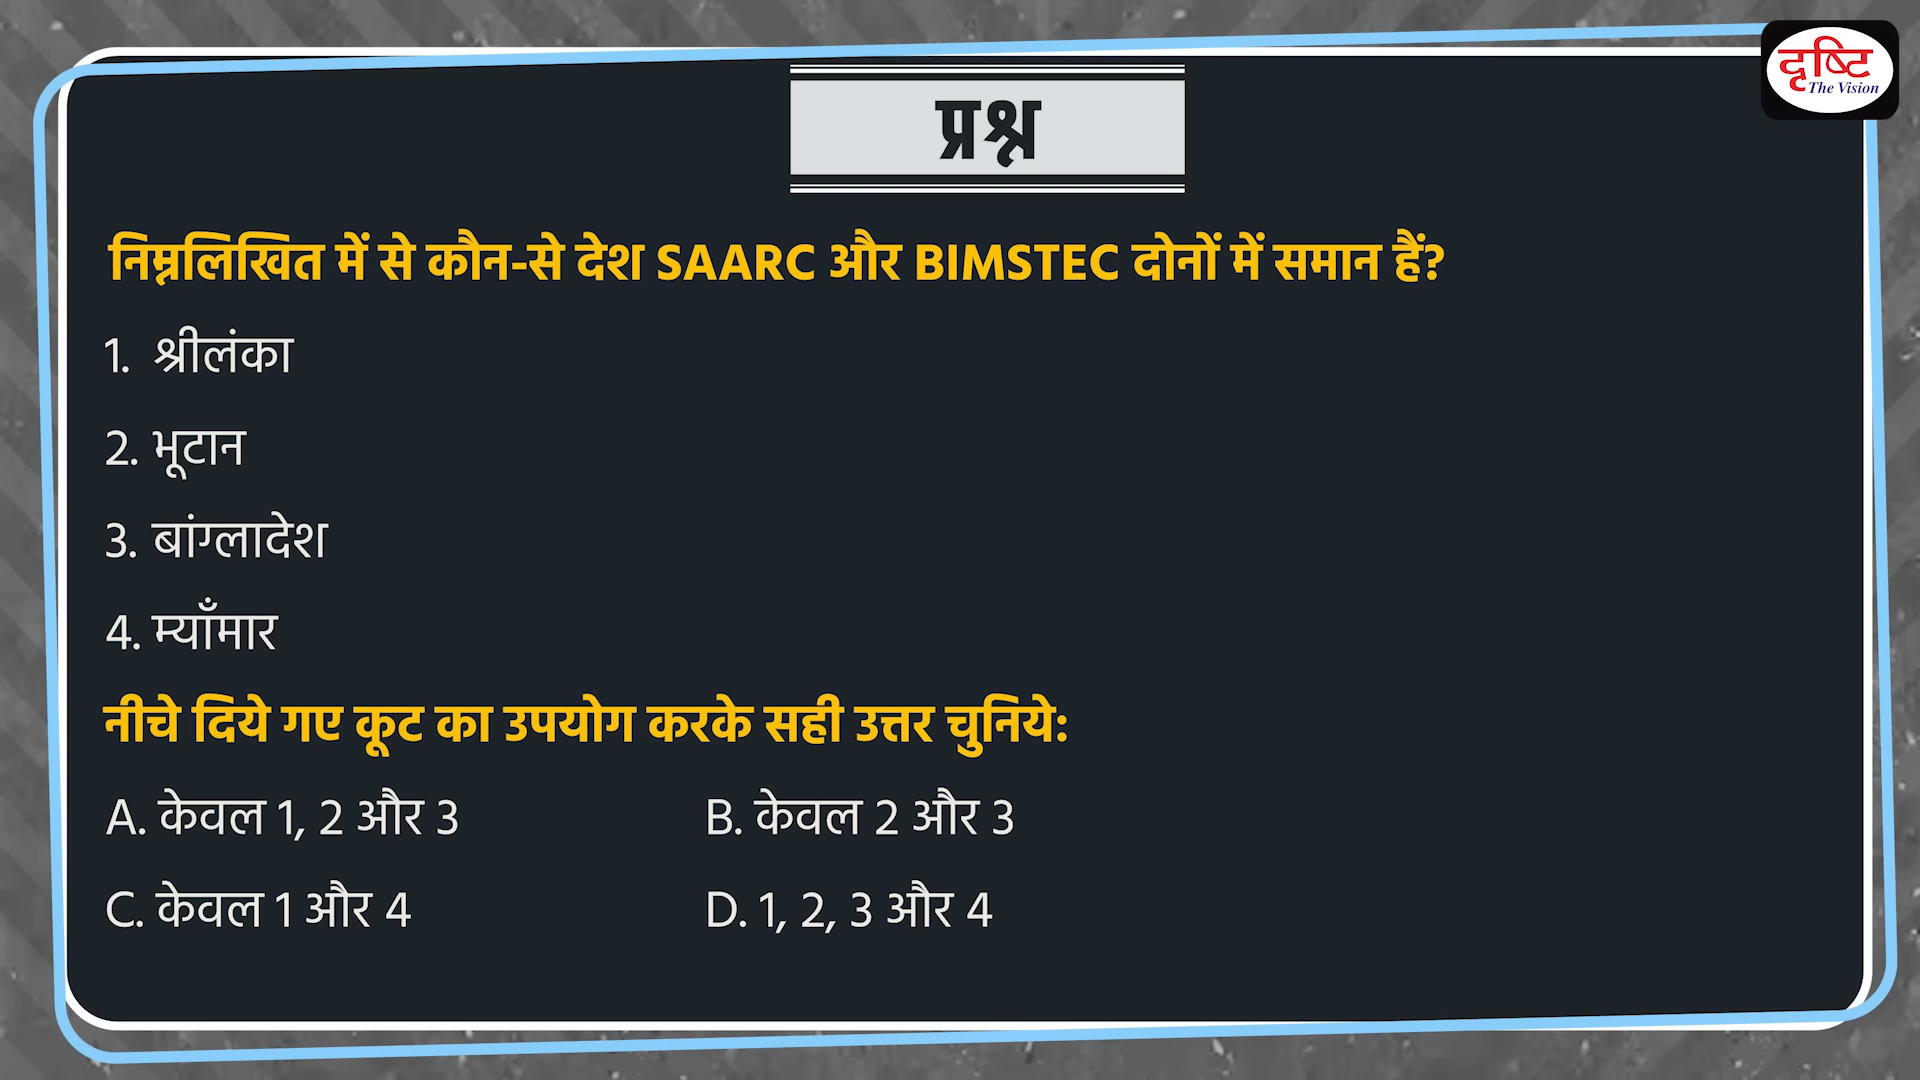 दृष्टि
The Vision
प्रश्न
निम्नलिखित में से कौन-से देश SAARC और BIMSTEC दोनों में समान हैं?
1. श्रीलंका
2. भूटान
3. बांग्लादेश
4. म्याँमार
नीचे दिये गए कूट का उपयोग करके सही उत्तर चुनिये:
A. केवल 1, 2 और 3 B. केवल 2 और 3
C. केवल 1 और 4 D. 1, 2, 3 और 4